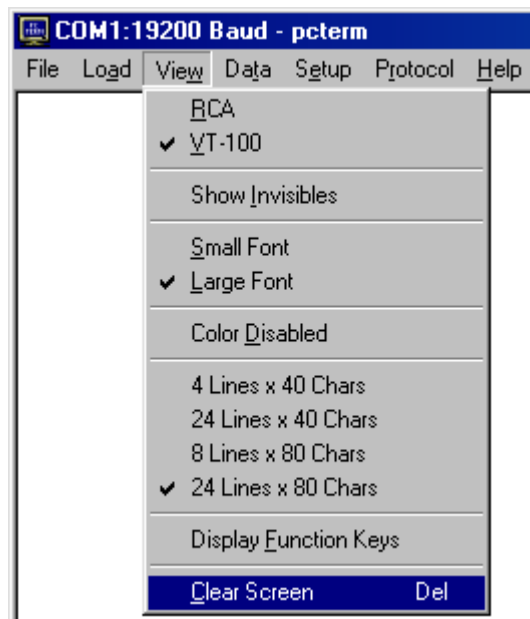 COM1:19200 Baud - pcterm
File Load View Data Setup Protocol Help
RCA
VT-100
Show Invisibles
Small Font
Large Font
Color Disabled
4 Lines x 40 Chars
24 Lines x 40 Chars
8 Lines x 80 Chars
24 Lines x 80 Chars
Display Function Keys
Clear Screen Del